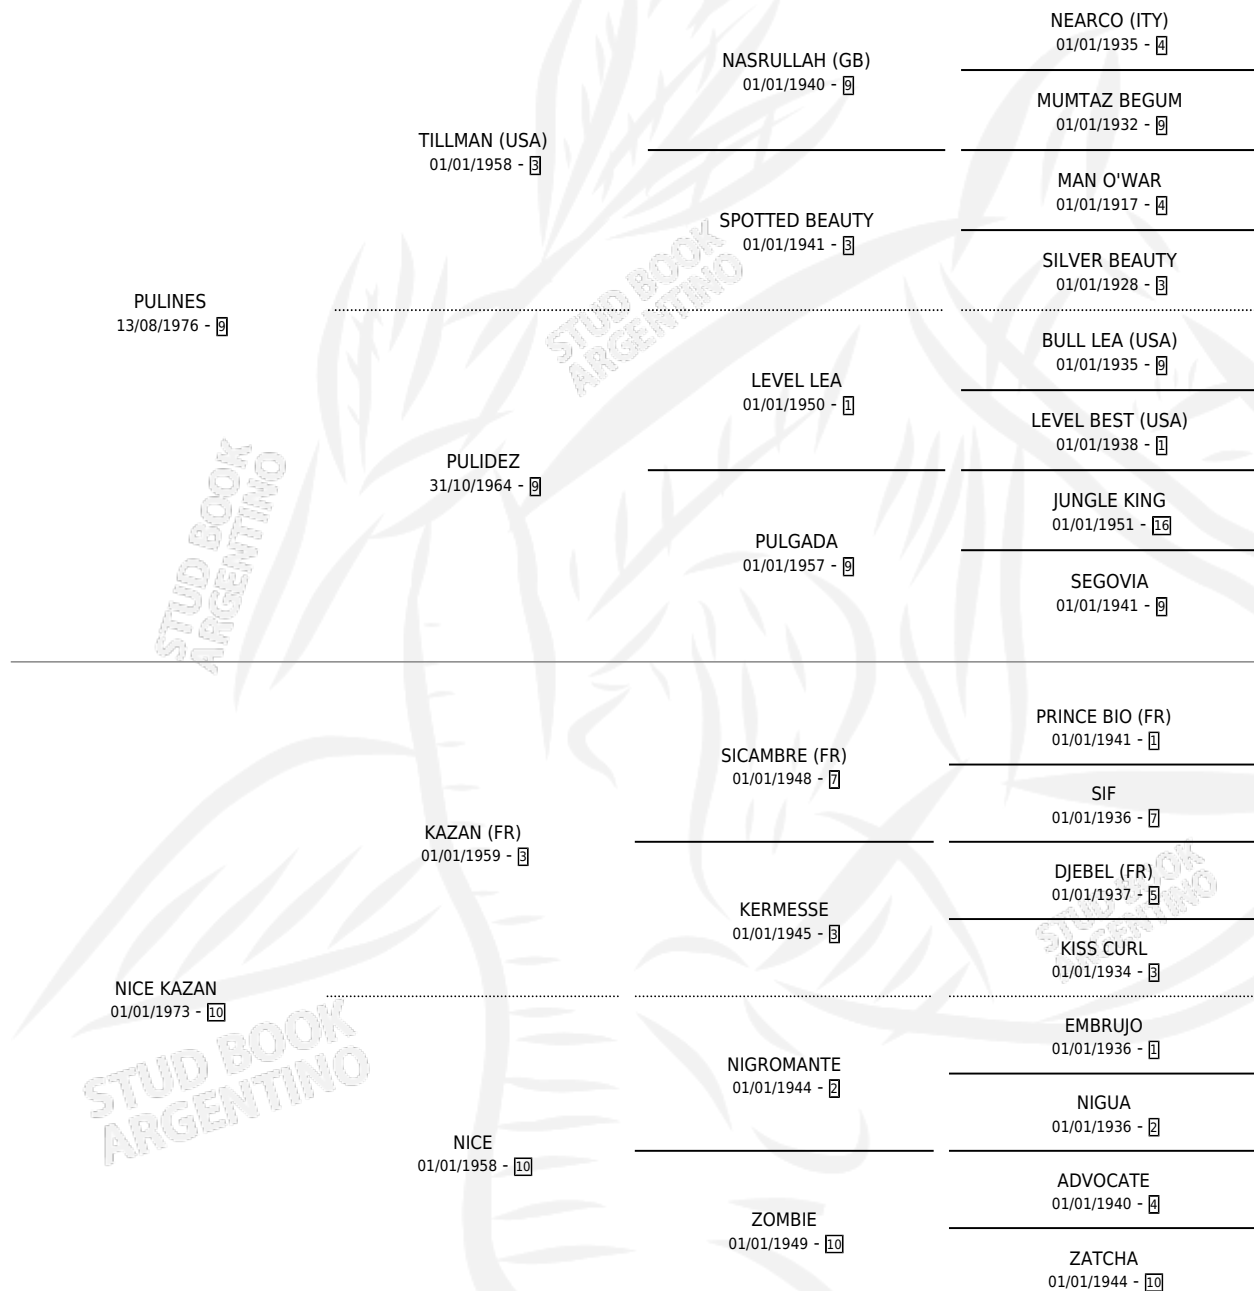 NEARCO (ITY)
01/01/1935 - 4
NASRULLAH (GB)
01/01/1940 - 9
MUMTAZ BEGUM
01/01/1932 - 9
TILLMAN (USA)
01/01/1958 - 3
MAN O'WAR
01/01/1917 - 4
SPOTTED BEAUTY
01/01/1941 - 3
SILVER BEAUTY
01/01/1928 - 3
PULINES
13/08/1976 - 9
BULL LEA (USA)
01/01/1935 - 9
LEVEL LEA
01/01/1950 - 1
LEVEL BEST (USA)
01/01/1938 - 1
PULIDEZ
31/10/1964 - 9
JUNGLE KING
01/01/1951 - 16
PULGADA
01/01/1957 - 9
SEGOVIA
01/01/1941 - 9
PRINCE BIO (FR)
01/01/1941 - 1
SICAMBRE (FR)
01/01/1948 - 7
SIF
01/01/1936 - 7
KAZAN (FR)
01/01/1959 - 3
DJEBEL (FR)
01/01/1937 - 5
KERMESSE
01/01/1945 - 3
KISS CURL
01/01/1934 - 3
NICE KAZAN
01/01/1973 - 10
EMBRUJO
01/01/1936 - 1
NIGROMANTE
01/01/1944 - 2
NIGUA
01/01/1936 - 2
NICE
01/01/1958 - 10
ADVOCATE
01/01/1940 - 4
ZOMBIE
01/01/1949 - 10
ZATCHA
01/01/1944 - 10
STUD BOOK
ARGENTINO
STUD BOOK
ARGENTINO
STUD BOOK
ARGENTINO
STUD BOOK
ARGENTINO